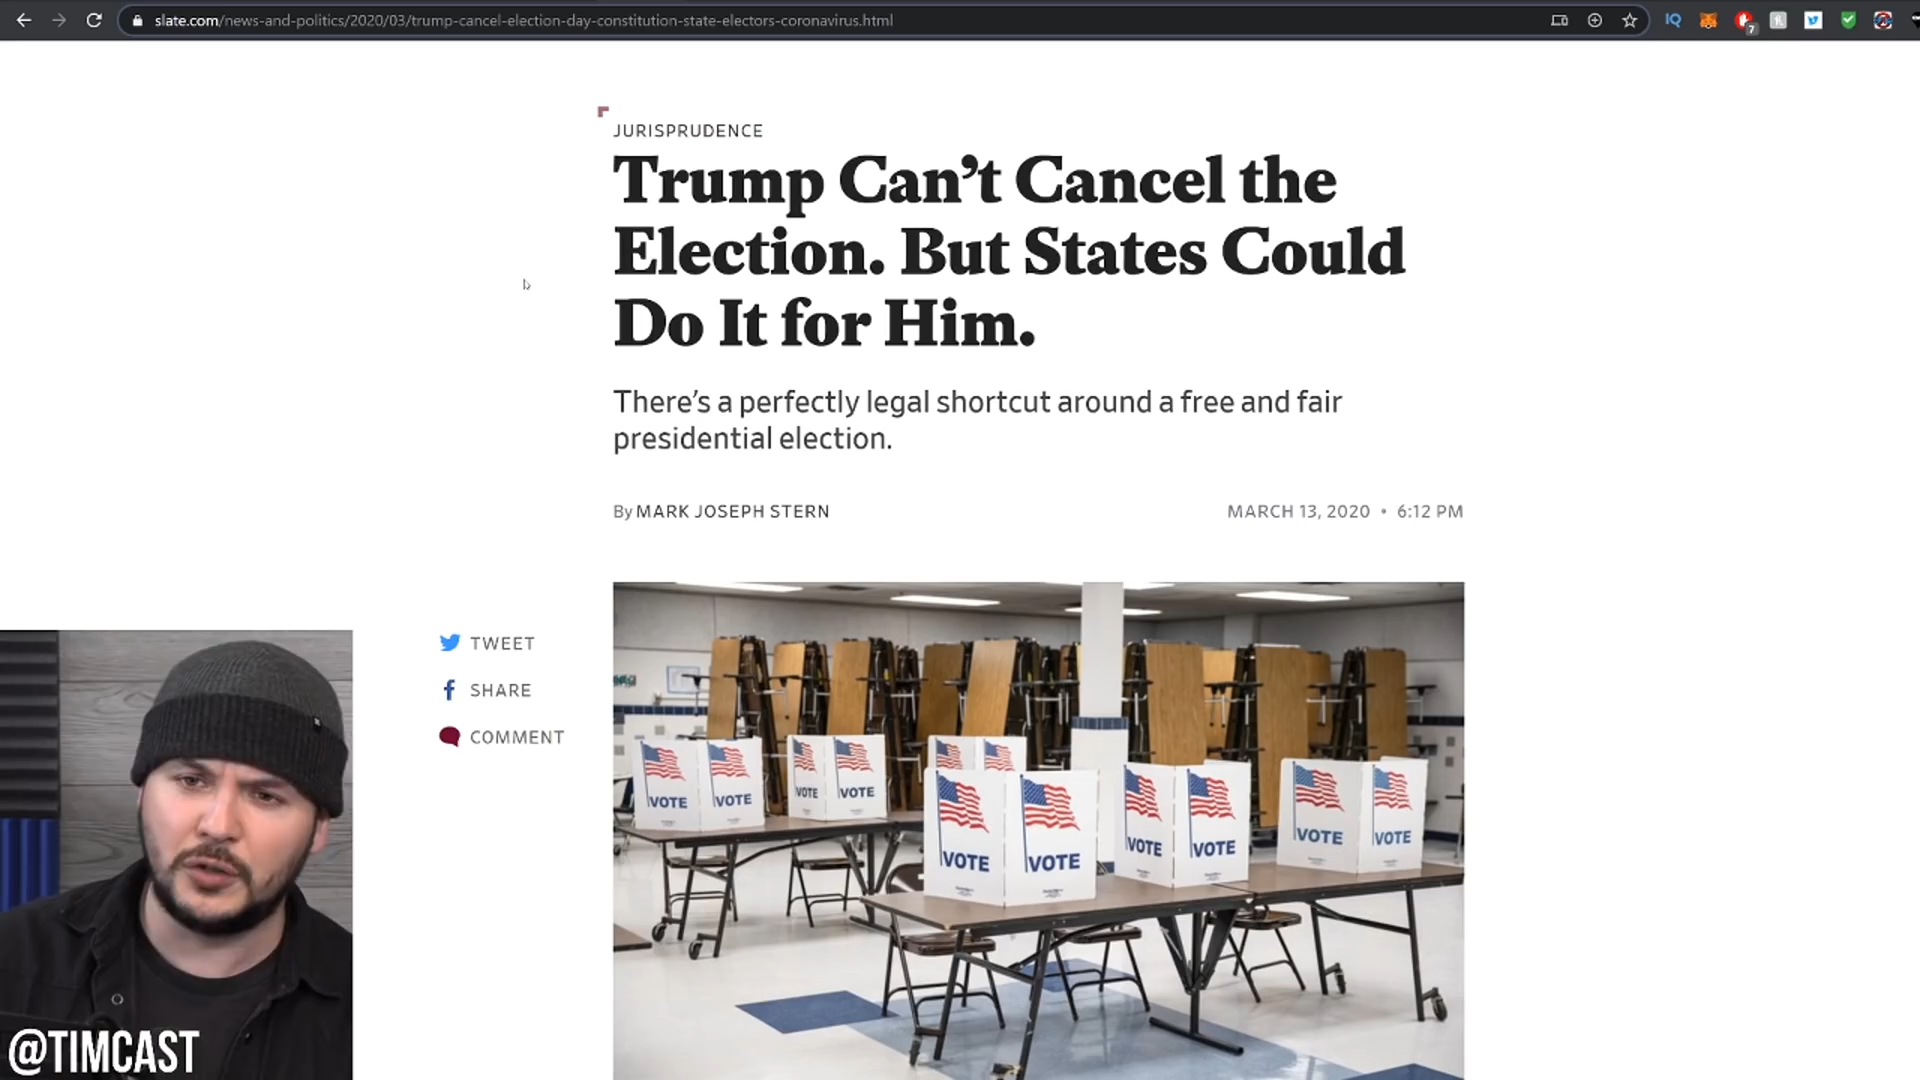 slate.com/news-and-politics/2020/03/trump-cancel-election-day-constitution-state-electors-coronavirus.html
IQ
7
JURISPRUDENCE
Trump Can’t Cancel the
Election. But States Could
Do It for Him.
There’s a perfectly legal shortcut around a free and fair
presidential election.
By MARK JOSEPH STERN
MARCH 13, 2020 • 6:12 PM
TWEET
SHARE
COMMENT
VOTE VOTE VOTE VOTE
VOTE VOTE VOTE VOTE VOTE VOTE
@TIMCAST